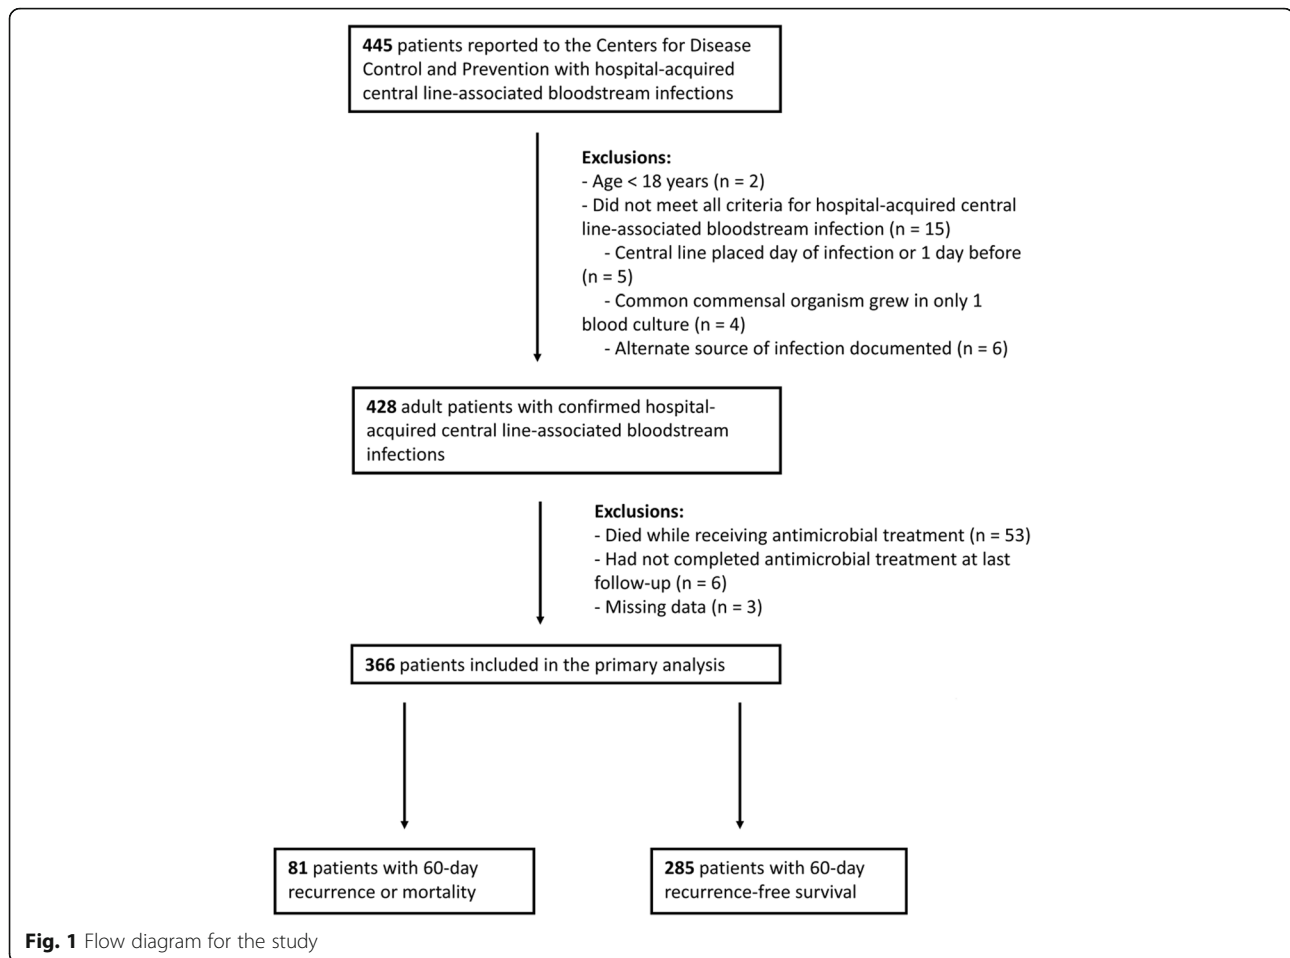 445 patients reported to the Centers for Disease
Control and Prevention with hospital-acquired
central line-associated bloodstream infections
Exclusions:
- Age < 18 years (n = 2)
- Did not meet all criteria for hospital-acquired central
line-associated bloodstream infection (n = 15)
- Central line placed day of infection or 1 day before
(n = 5)
- Common commensal organism grew in only 1
blood culture (n = 4)
- Alternate source of infection documented (n = 6)
428 adult patients with confirmed hospital-
acquired central line-associated bloodstream
infections
Exclusions:
- Died while receiving antimicrobial treatment (n = 53)
- Had not completed antimicrobial treatment at last
follow-up (n = 6)
- Missing data (n = 3)
366 patients included in the primary analysis
81 patients with 60-day
recurrence or mortality
285 patients with 60-day
recurrence-free survival
Fig. 1 Flow diagram for the study